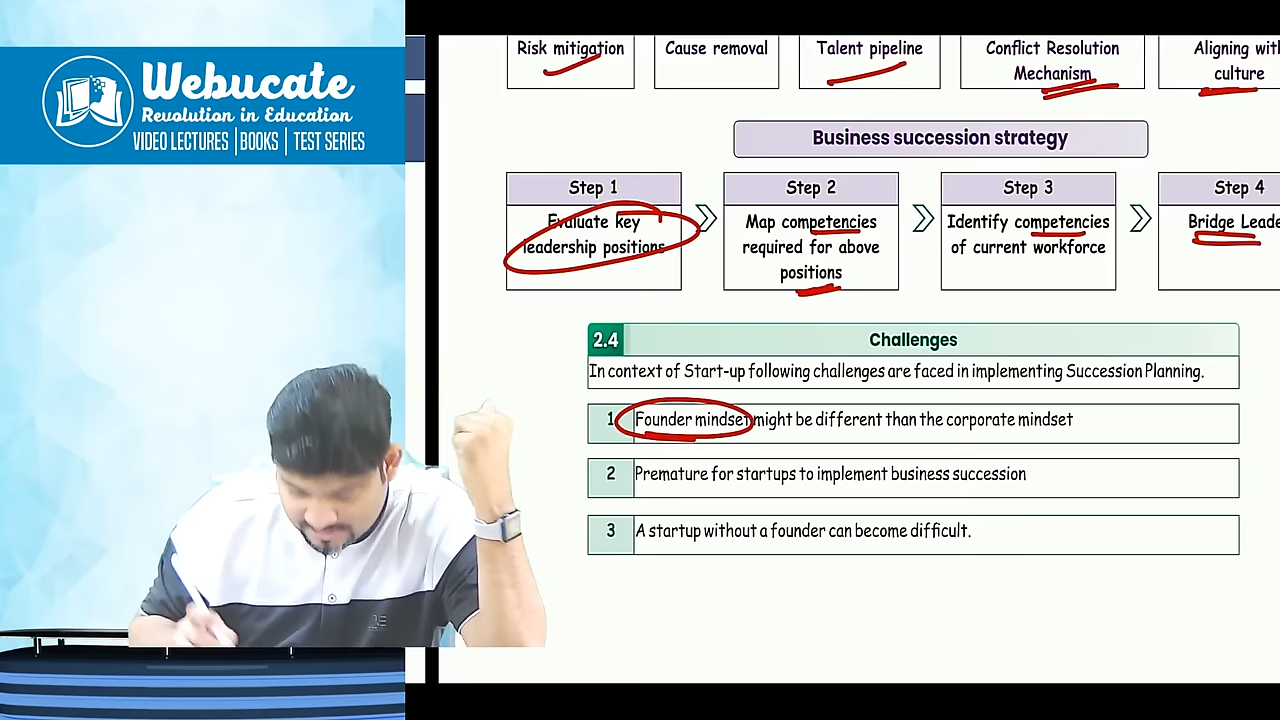 Webucate
Revolution in Education
VIDEO LECTURES | BOOKS | TEST SERIES
Risk mitigation
Cause removal
Talent pipeline
Conflict Resolution
Mechanism
Aligning with
culture
Business succession strategy
Step 1
Evaluate key
leadership positions
Step 2
Map competencies
required for above
positions
Step 3
Identify competencies
of current workforce
Step 4
Bridge Leade
2.4 Challenges
In context of Start-up following challenges are faced in implementing Succession Planning.
1 Founder mindset might be different than the corporate mindset
2 Premature for startups to implement business succession
3 A startup without a founder can become difficult.